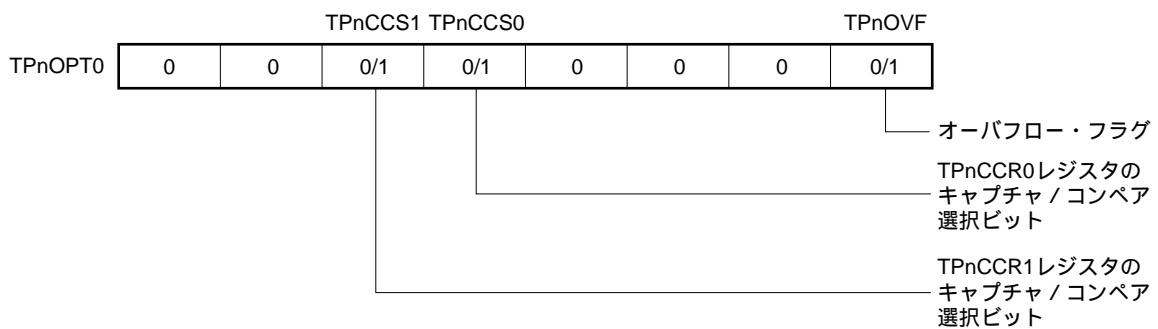 TPnCCS1 TPnCCS0 TPnOVF
TPnOPT0 0 0 0/1 0/1 0 0 0 0/1
オーバフロー・フラグ
TPnCCR0レジスタの
キャプチャ／コンペア
選択ビット
TPnCCR1レジスタの
キャプチャ／コンペア
選択ビット